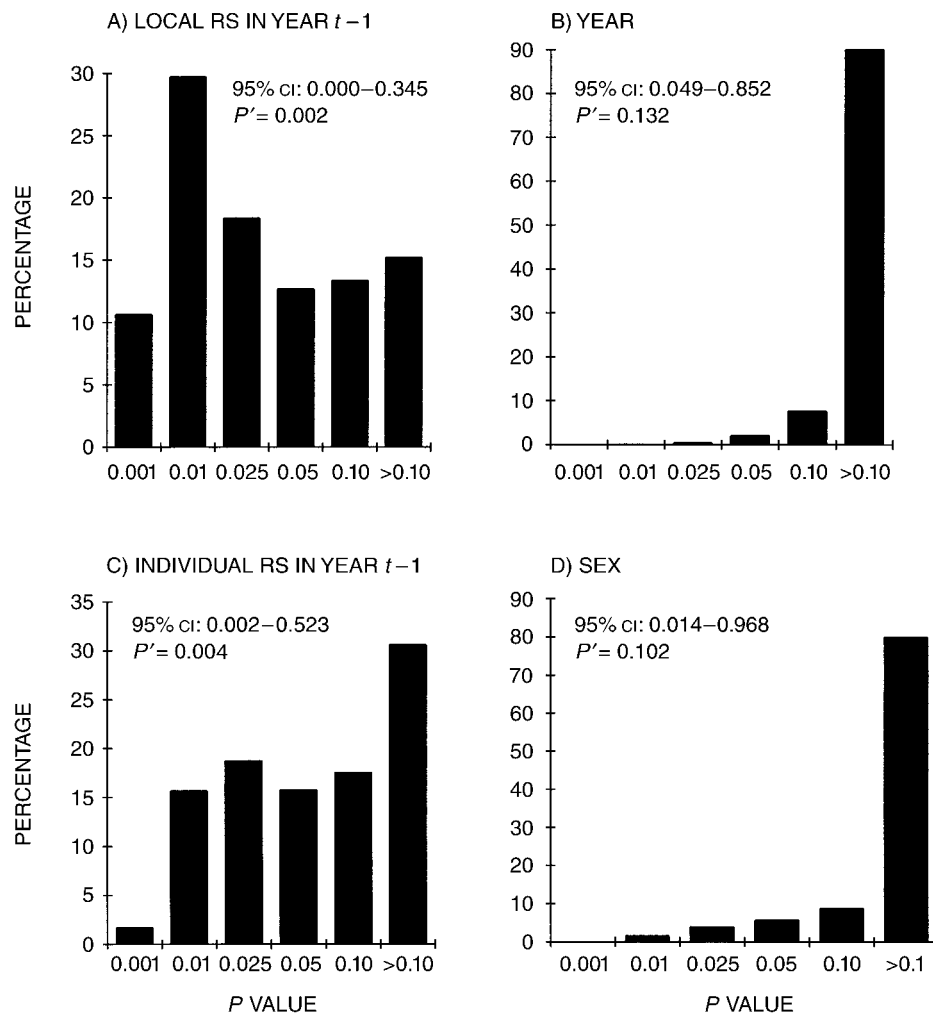 A) LOCAL RS IN YEAR t–1
B) YEAR
30
25
20
15
10
5
0
95% CI: 0.000–0.345
P′= 0.002
90
80
70
60
50
40
30
20
10
0
95% CI: 0.049–0.852
P′= 0.132
PERCENTAGE
0.001 0.01 0.025 0.05 0.10 >0.10
0.001 0.01 0.025 0.05 0.10 >0.10
C) INDIVIDUAL RS IN YEAR t–1
D) SEX
35
30
25
20
15
10
5
0
95% CI: 0.002–0.523
P′= 0.004
90
80
70
60
50
40
30
20
10
0
95% CI: 0.014–0.968
P′= 0.102
PERCENTAGE
0.001 0.01 0.025 0.05 0.10 >0.10
0.001 0.01 0.025 0.05 0.10 >0.1
P VALUE
P VALUE